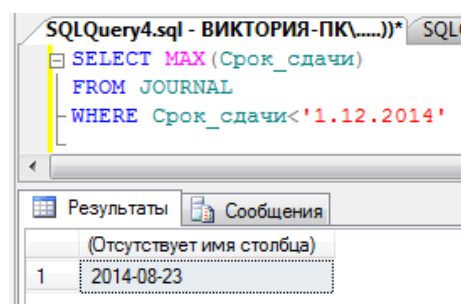 SQLQuery4.sql - ВИКТОРИЯ-ПК\.....))* SQL
SELECT MAX(Срок_сдачи)
FROM JOURNAL
WHERE Срок_сдачи<'1.12.2014'
Результаты Сообщения
(Отсутствует имя столбца)
1 2014-08-23